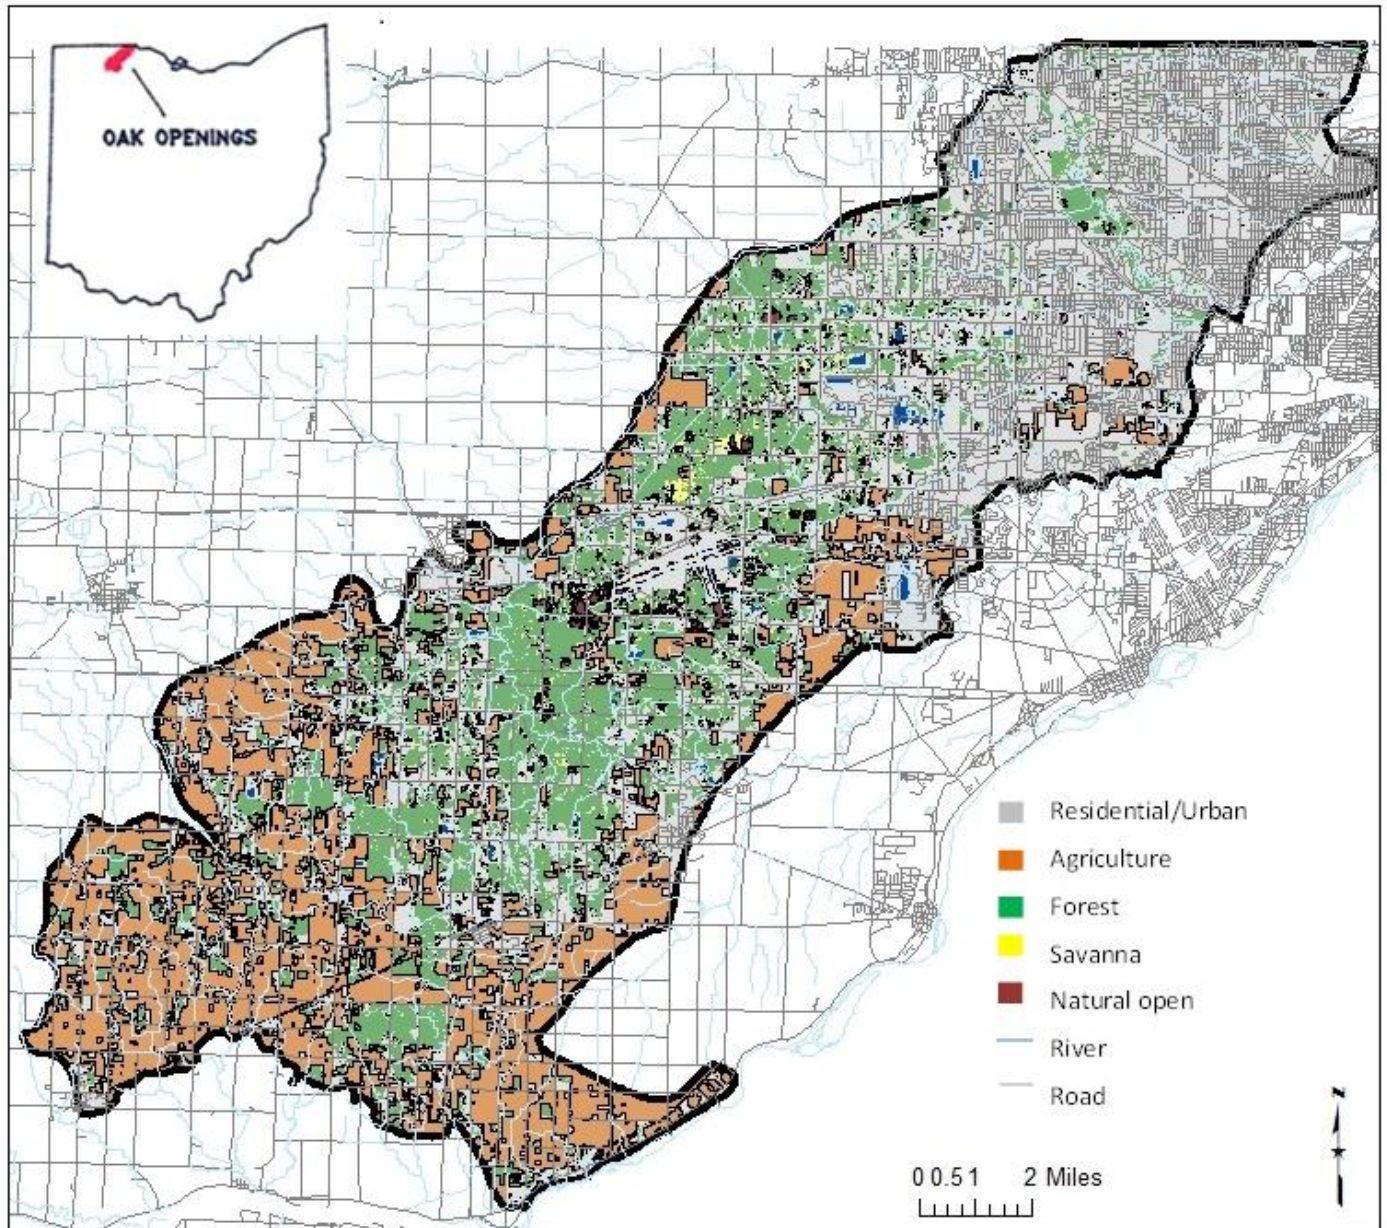 OAK OPENINGS
Residential/Urban
Agriculture
Forest
Savanna
Natural open
River
Road
N
0 0.5 1 2 Miles